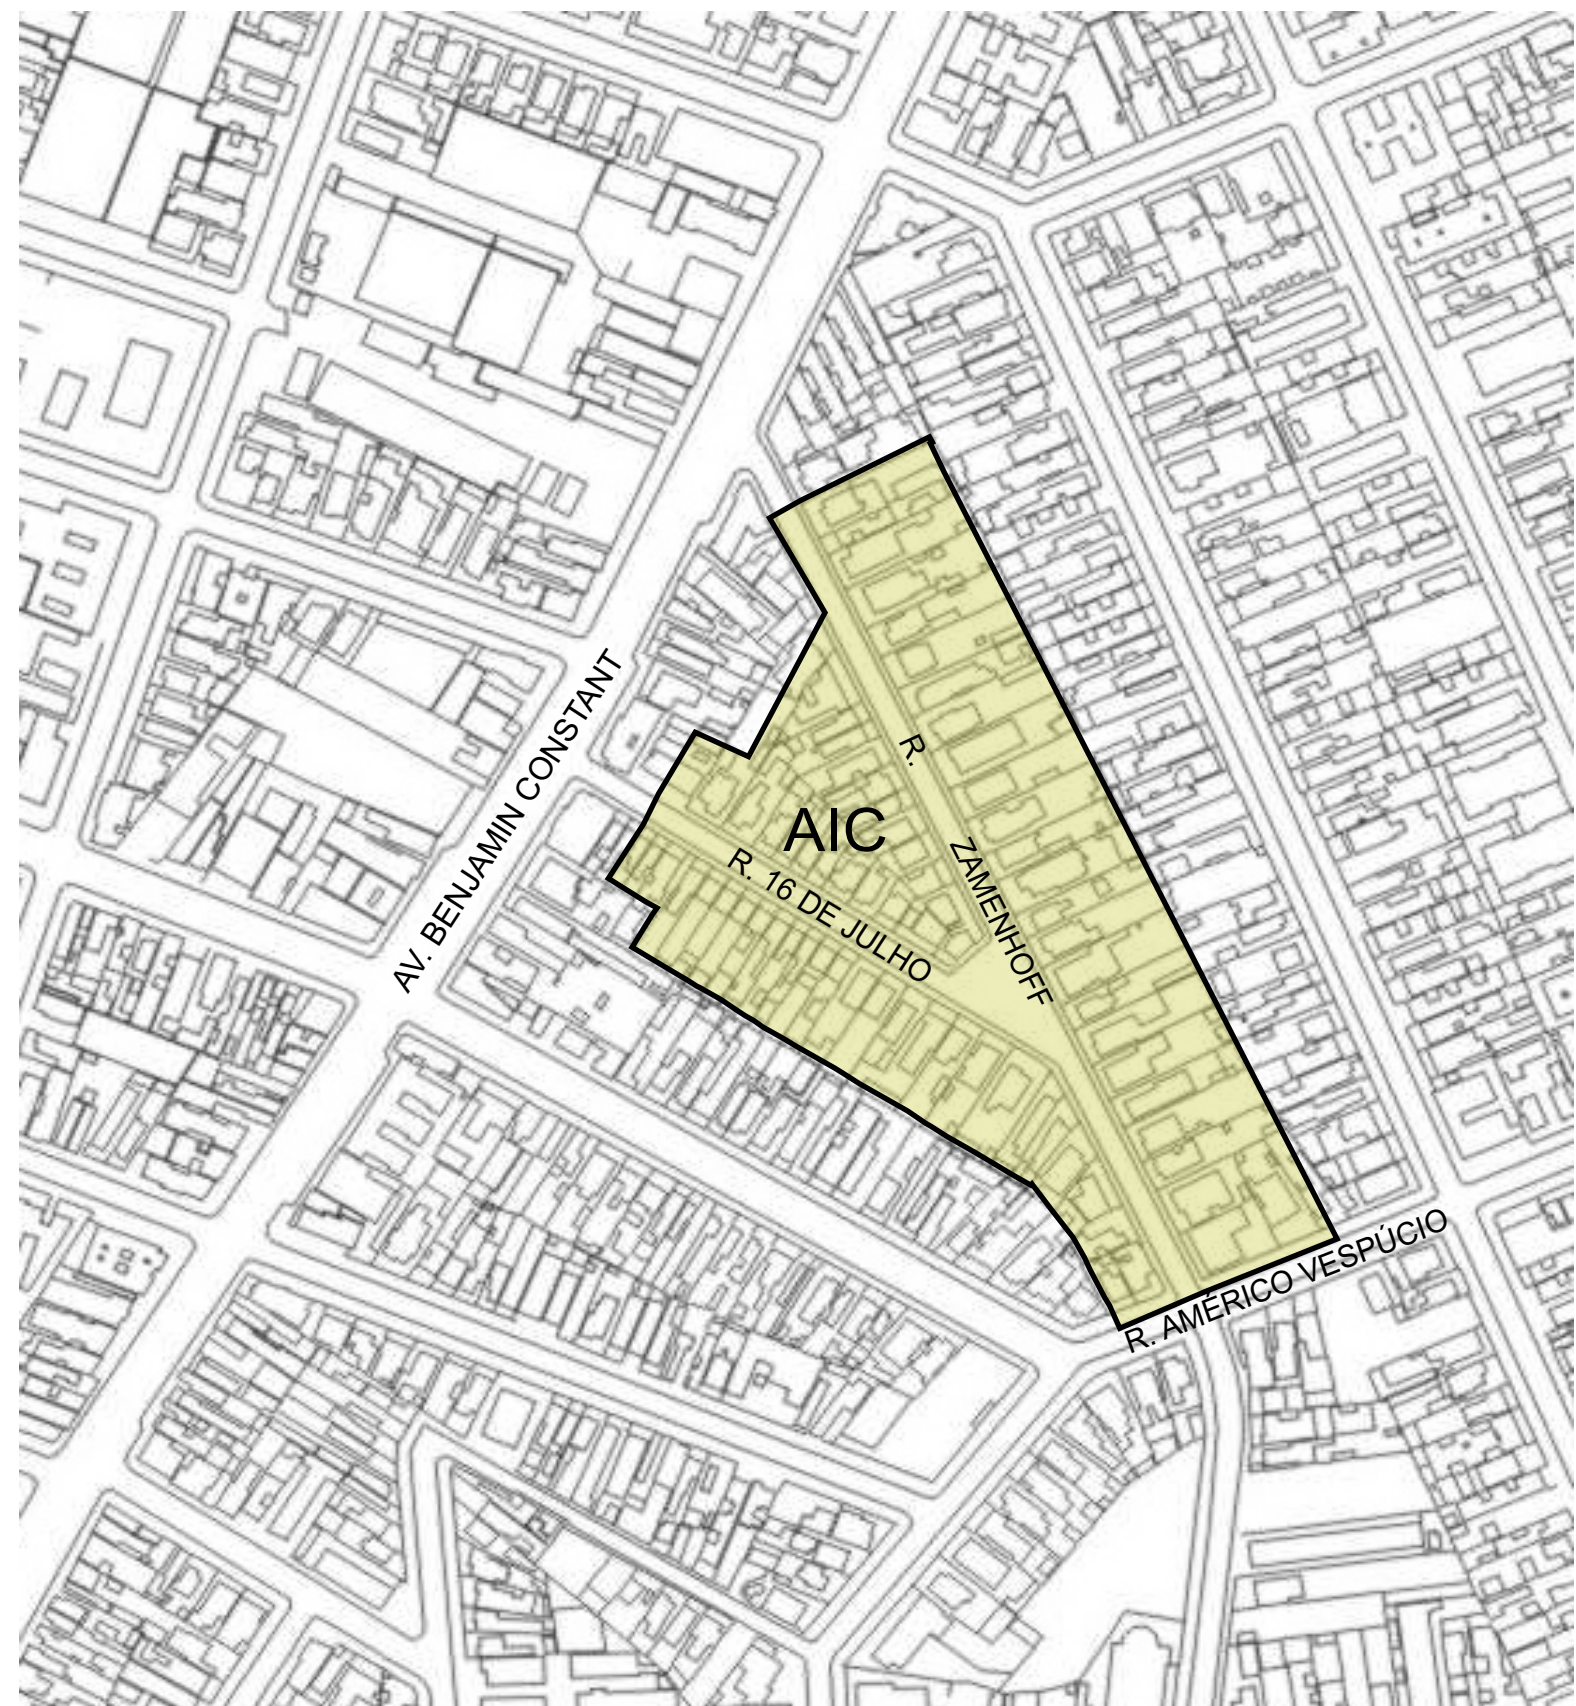 AV. BENJAMIN CONSTANT
R. ZAMENHOFF
AIC
R. 16 DE JULHO
R. AMÉRICO VESPÚCIO